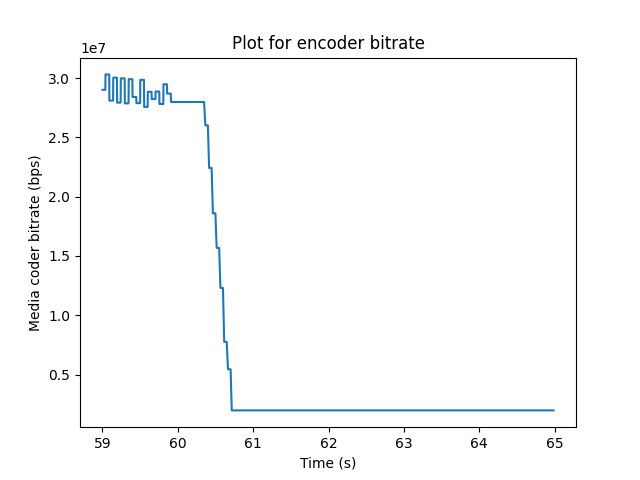 Plot for encoder bitrate
1e7
3.0
2.5
2.0
1.5
1.0
0.5
Media coder bitrate (bps)
59 60 61 62 63 64 65
Time (s)